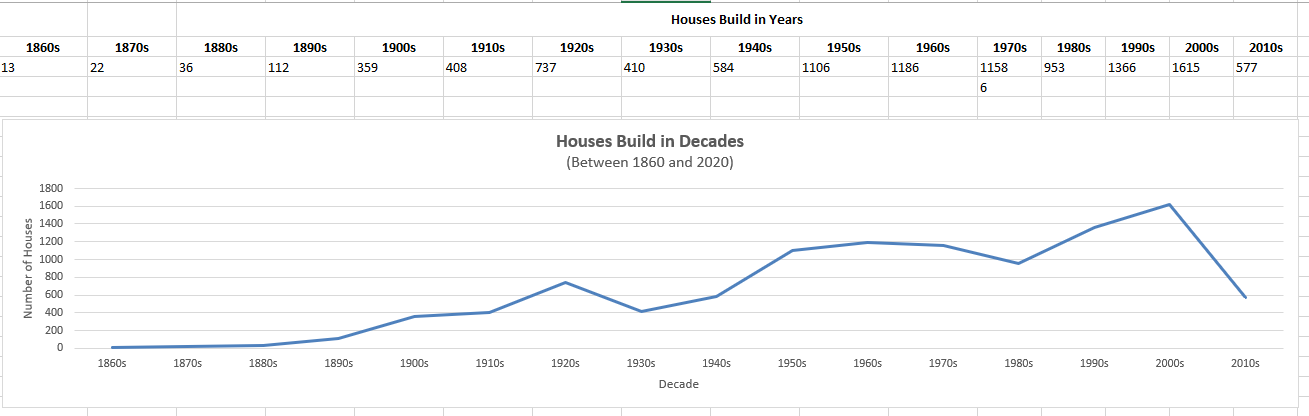 Houses Build in Years
1860s 1870s 1880s 1890s 1900s 1910s 1920s 1930s 1940s 1950s 1960s 1970s 1980s 1990s 2000s 2010s
13 22 36 112 359 408 737 410 584 1106 1186 1158 953 1366 1615 577
6
Houses Build in Decades
(Between 1860 and 2020)
Number of Houses
1800
1600
1400
1200
1000
800
600
400
200
0
1860s 1870s 1880s 1890s 1900s 1910s 1920s 1930s 1940s 1950s 1960s 1970s 1980s 1990s 2000s 2010s
Decade